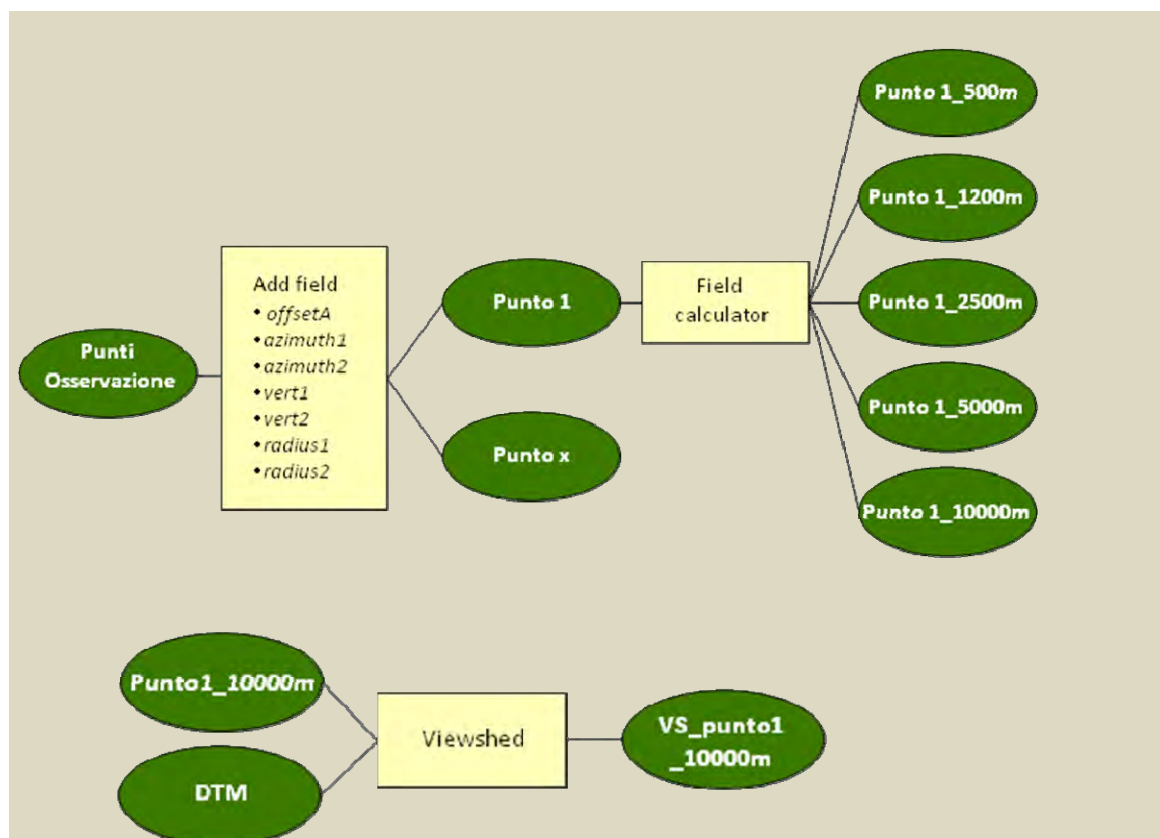 Punti
Osservazione
Add field
• offsetA
• azimuth1
• azimuth2
• vert1
• vert2
• radius1
• radius2
Punto 1
Punto x
Field
calculator
Punto 1_500m
Punto 1_1200m
Punto 1_2500m
Punto 1_5000m
Punto 1_10000m
Punto1_10000m
DTM
Viewshed
VS_punto1
_10000m